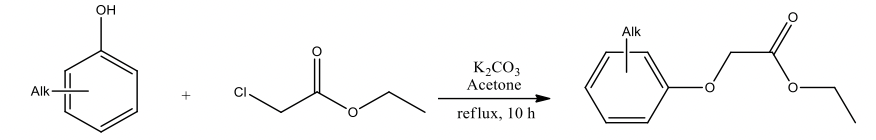 OH
Alk
+
Cl
O
O
K₂CO₃
Acetone
reflux, 10 h
Alk
O
O
O